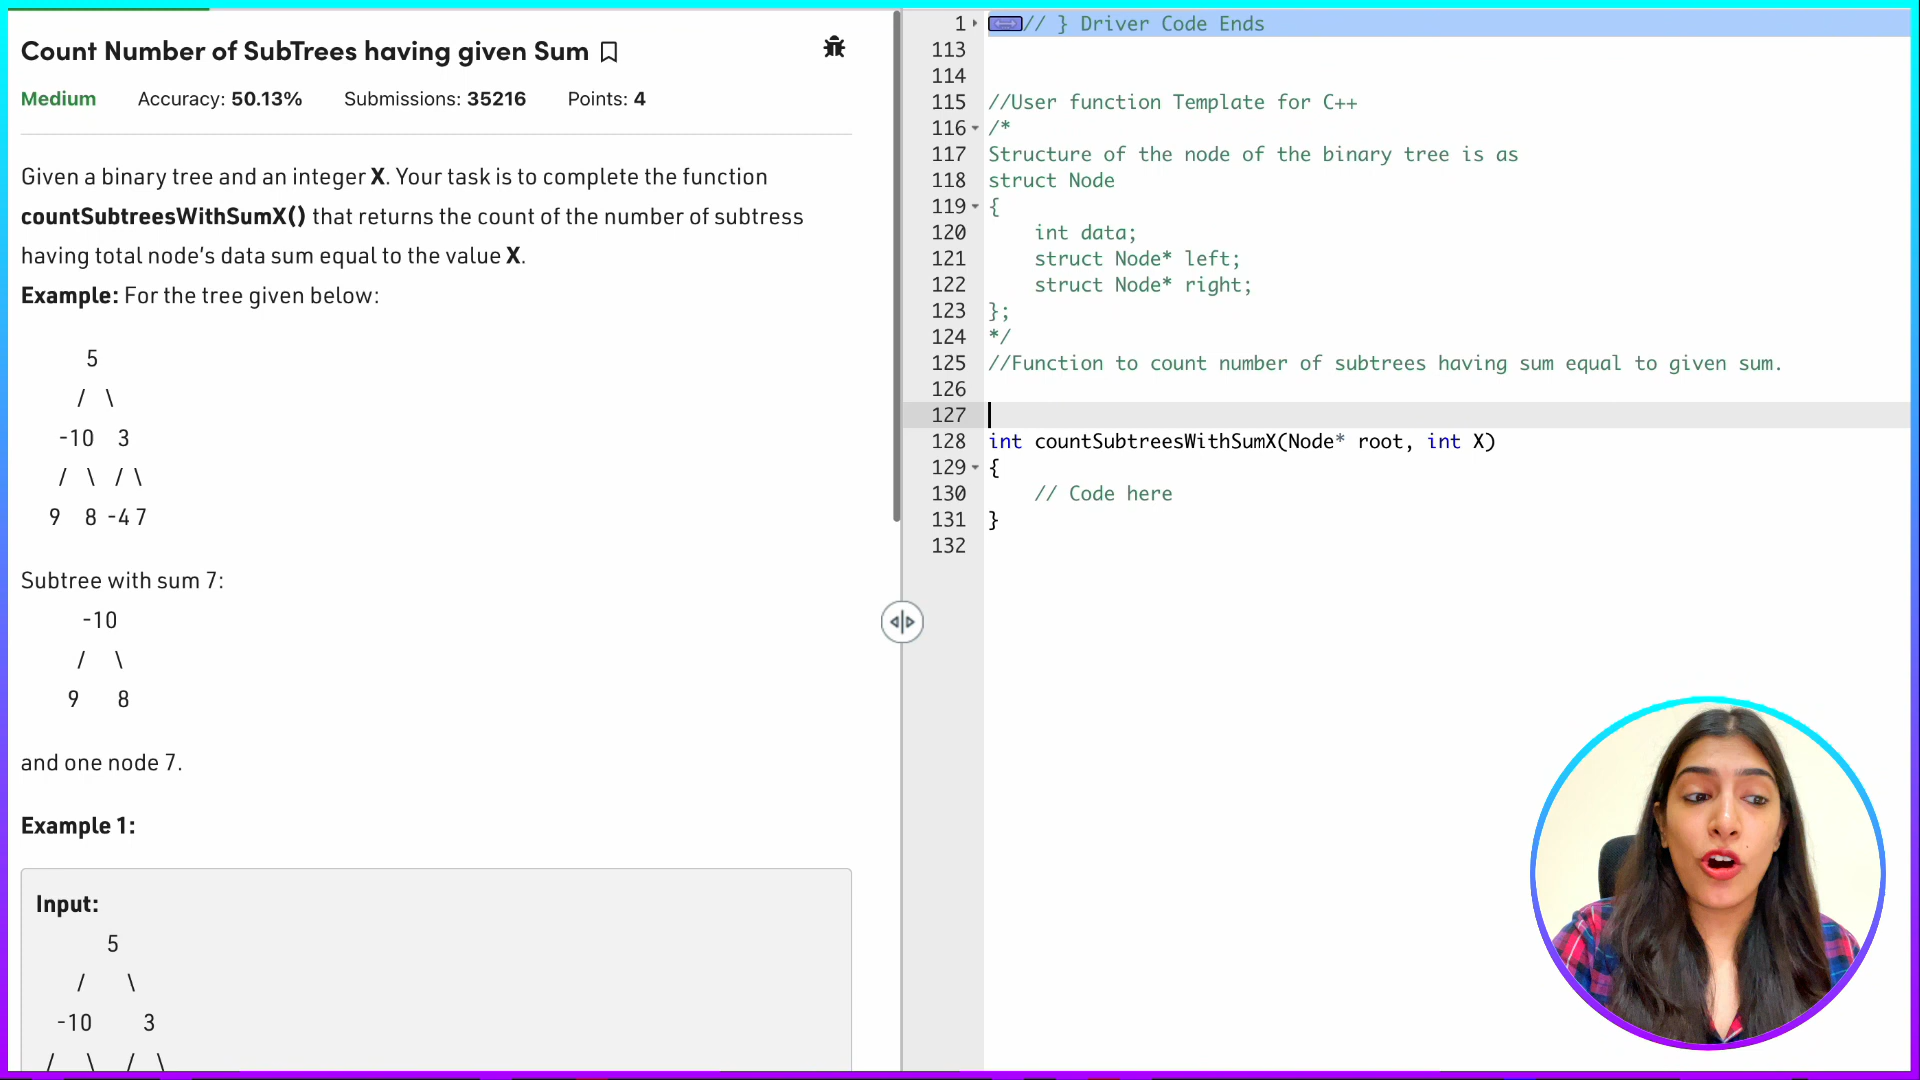 Count Number of SubTrees having given Sum
Medium Accuracy: 50.13% Submissions: 35216 Points: 4
Given a binary tree and an integer X. Your task is to complete the function
countSubtreesWithSumX() that returns the count of the number of subtress
having total node's data sum equal to the value X.
Example: For the tree given below:
5
/ \
-10 3
/ \ / \
9 8 -4 7
Subtree with sum 7:
-10
/ \
9 8
and one node 7.
Example 1:
Input:
5
/ \
-10 3
/ \ / \
1 // } Driver Code Ends
113
114
115 //User function Template for C++
116 /*
117 Structure of the node of the binary tree is as
118 struct Node
119 {
120 int data;
121 struct Node* left;
122 struct Node* right;
123 };
124 */
125 //Function to count number of subtrees having sum equal to given sum.
126
127
128 int countSubtreesWithSumX(Node* root, int X)
129 {
130 // Code here
131 }
132